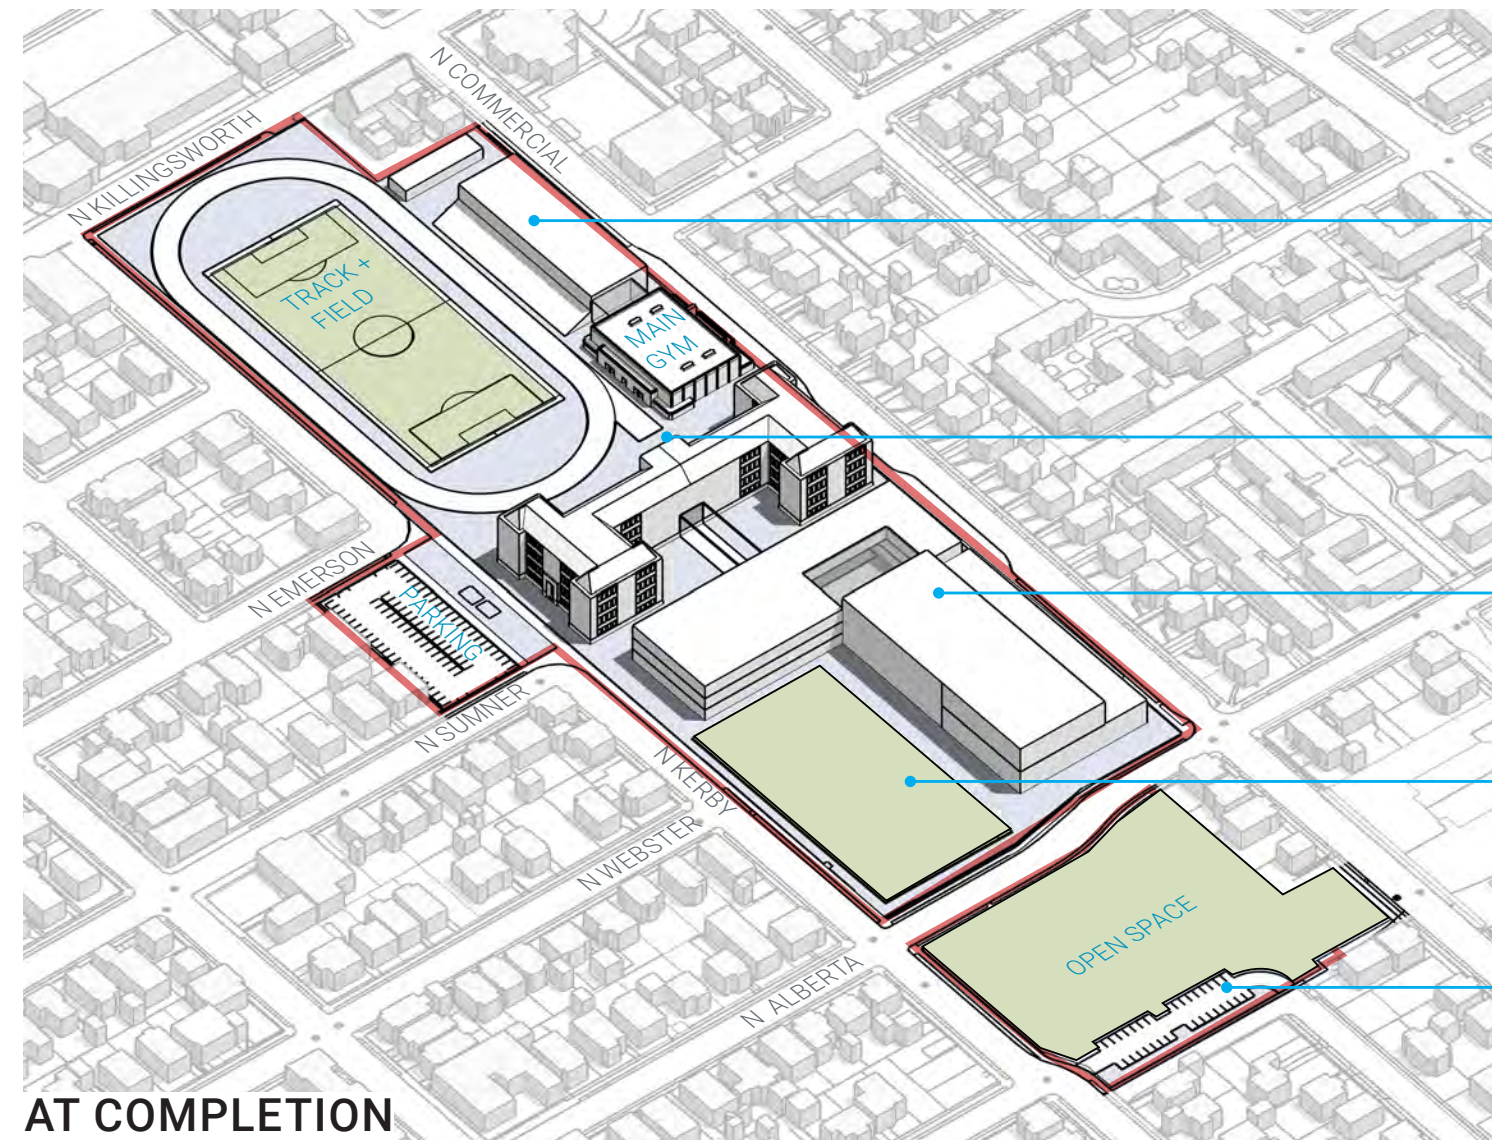 N COMMERCIAL
N KILLINGSWORTH
TRACK +
FIELD
MAIN
GYM
N EMERSON
PARKING
N SUMNER
N KERBY
N WEBSTER
OPEN SPACE
N ALBERTA
AT COMPLETION